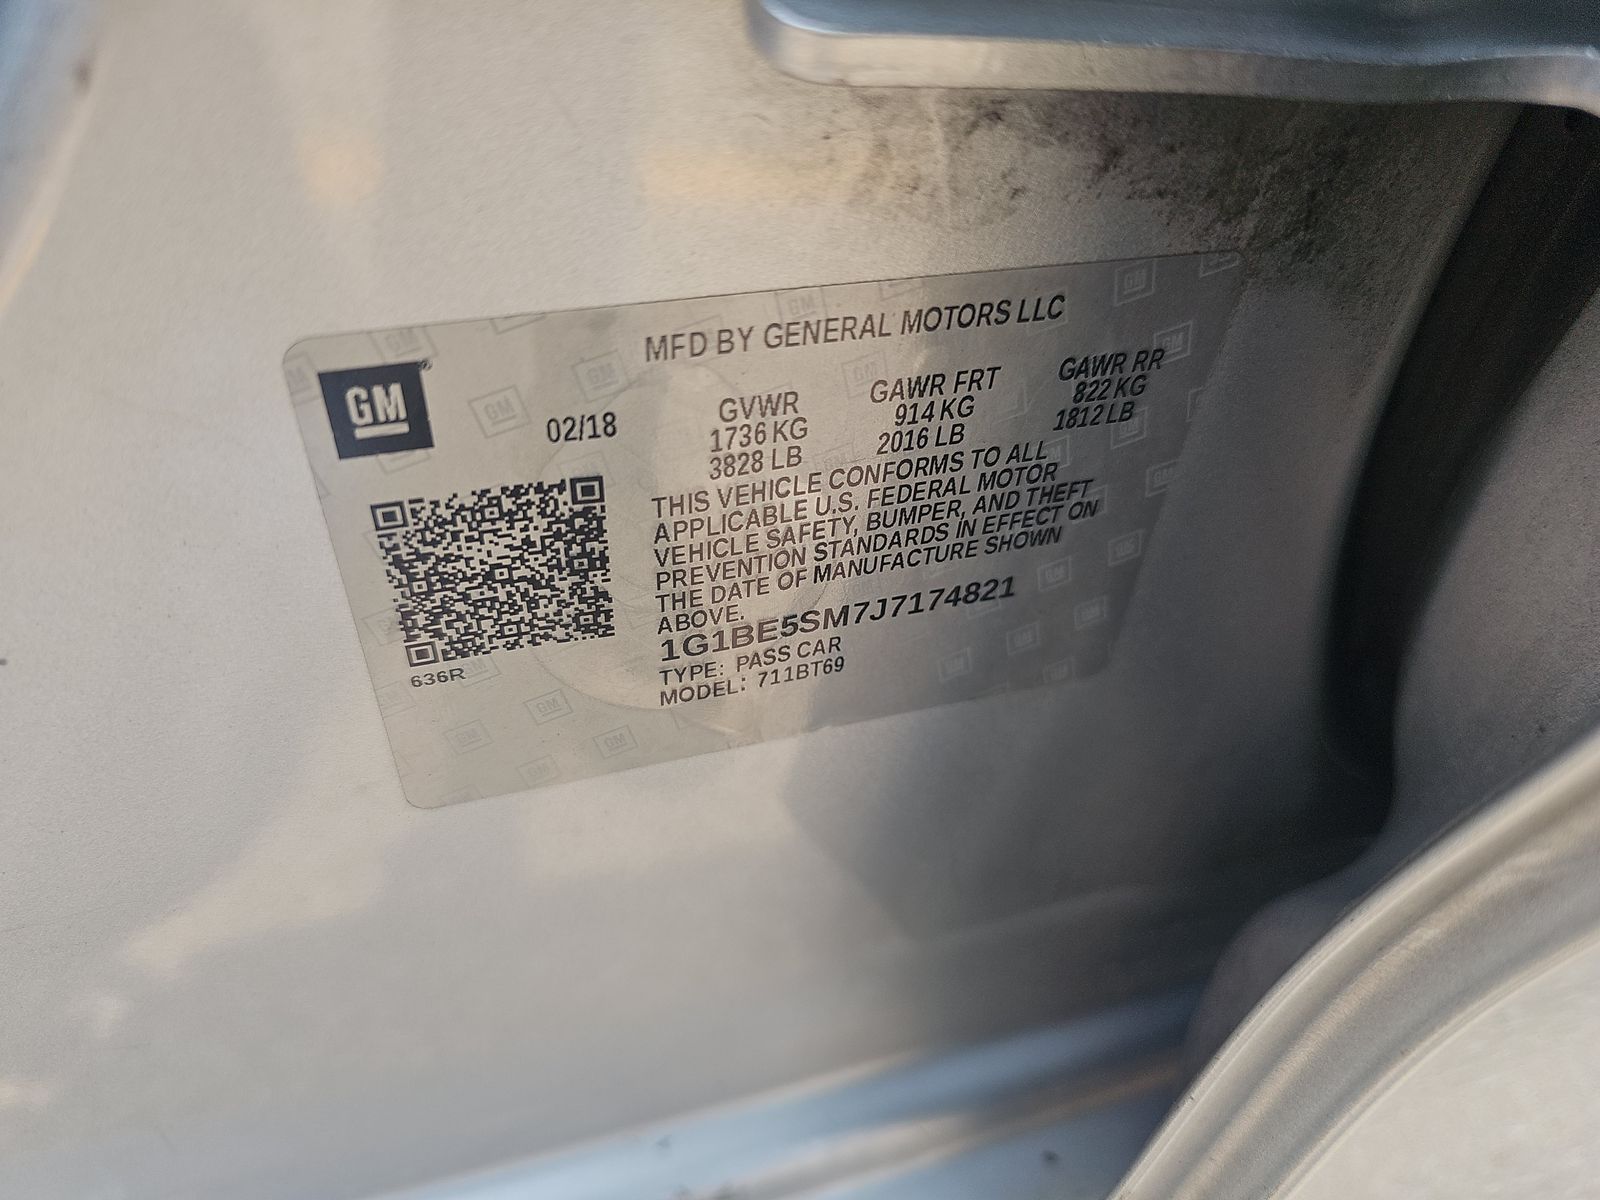 MFD BY GENERAL MOTORS LLC
GM
02/18
GVWR GAWR FRT GAWR RR
1736 KG 914 KG 822 KG
3828 LB 2016 LB 1812 LB
THIS VEHICLE CONFORMS TO ALL
APPLICABLE U.S. FEDERAL MOTOR
VEHICLE SAFETY, BUMPER, AND THEFT
PREVENTION STANDARDS IN EFFECT ON
THE DATE OF MANUFACTURE SHOWN
ABOVE.
1G1BE5SM7J7174821
TYPE: PASS CAR
MODEL: 711BT69
636R